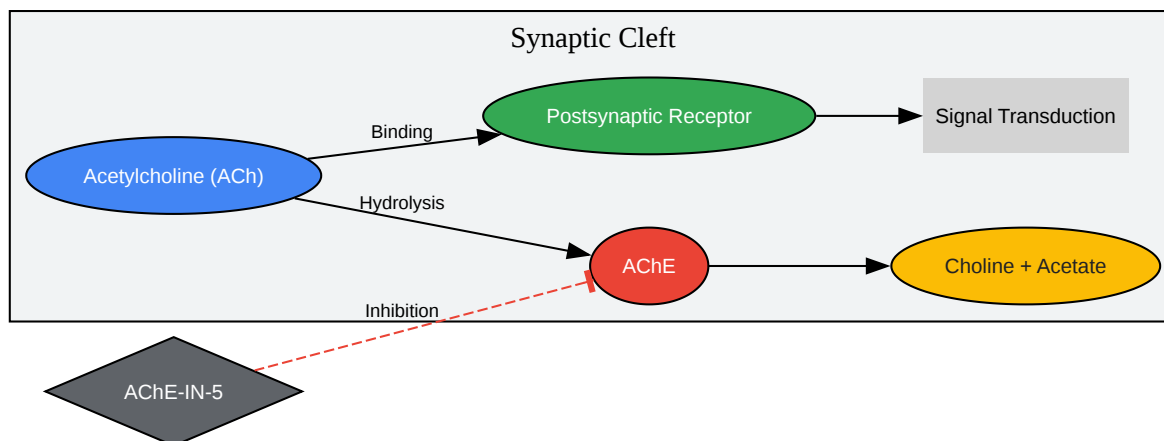 Synaptic Cleft
Postsynaptic Receptor
Signal Transduction
Binding
Acetylcholine (ACh)
Hydrolysis
AChE
Choline + Acetate
Inhibition
AChE-IN-5